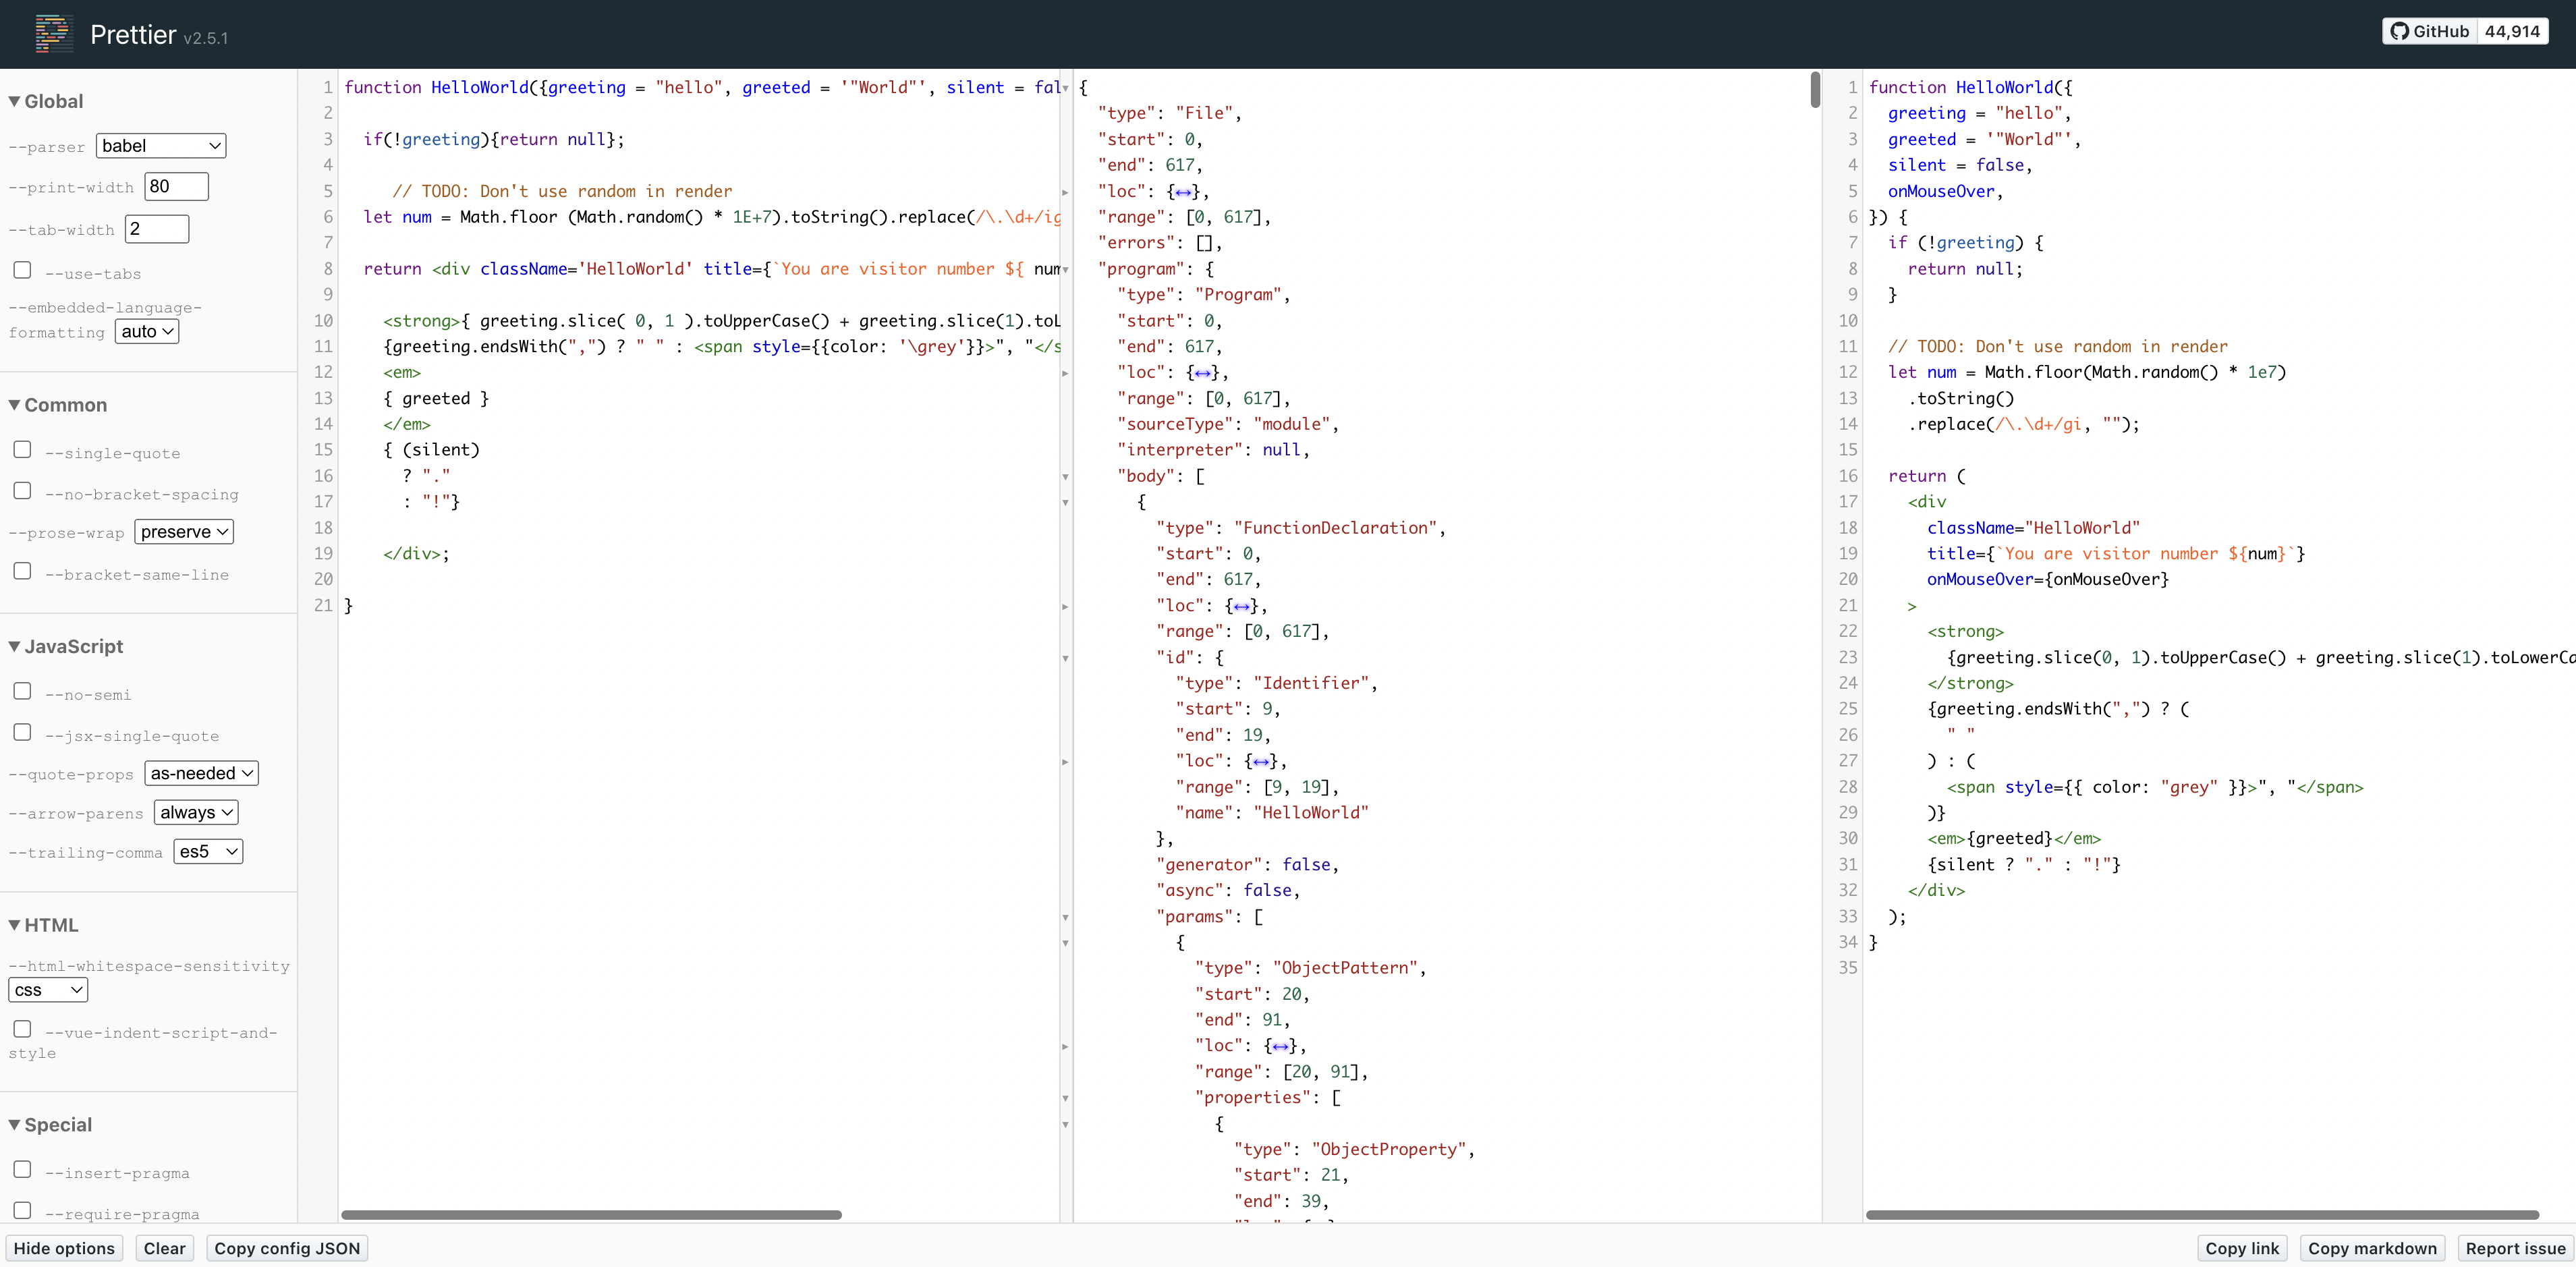 Prettier v2.5.1
GitHub 44,914
▼ Global
--parser babel
--print-width 80
--tab-width 2
--use-tabs
--embedded-language-
formatting auto
▼ Common
--single-quote
--no-bracket-spacing
--prose-wrap preserve
--bracket-same-line
▼ JavaScript
--no-semi
--jsx-single-quote
--quote-props as-needed
--arrow-parens always
--trailing-comma es5
▼ HTML
--html-whitespace-sensitivity
css
--vue-indent-script-and-
style
▼ Special
--insert-pragma
--require-pragma
1 function HelloWorld({greeting = "hello", greeted = '"World"', silent = fal
2
3 if(!greeting){return null};
4
5 // TODO: Don't use random in render
6 let num = Math.floor (Math.random() * 1E+7).toString().replace(/\.\d+/ig
7
8 return <div className='HelloWorld' title={`You are visitor number ${ num
9
10 <strong>{ greeting.slice( 0, 1 ).toUpperCase() + greeting.slice(1).toL
11 {greeting.endsWith(",") ? " " : <span style={{color: '\grey'}}>", "</s
12 <em>
13 { greeted }
14 </em>
15 { (silent)
16 ? "."
17 : "!"}
18
19 </div>;
20
21 }
{
"type": "File",
"start": 0,
"end": 617,
"loc": {↔},
"range": [0, 617],
"errors": [],
"program": {
"type": "Program",
"start": 0,
"end": 617,
"loc": {↔},
"range": [0, 617],
"sourceType": "module",
"interpreter": null,
"body": [
{
"type": "FunctionDeclaration",
"start": 0,
"end": 617,
"loc": {↔},
"range": [0, 617],
"id": {
"type": "Identifier",
"start": 9,
"end": 19,
"loc": {↔},
"range": [9, 19],
"name": "HelloWorld"
},
"generator": false,
"async": false,
"params": [
{
"type": "ObjectPattern",
"start": 20,
"end": 91,
"loc": {↔},
"range": [20, 91],
"properties": [
{
"type": "ObjectProperty",
"start": 21,
"end": 39,
1 function HelloWorld({
2 greeting = "hello",
3 greeted = '"World"',
4 silent = false,
5 onMouseOver,
6 }) {
7 if (!greeting) {
8 return null;
9 }
10
11 // TODO: Don't use random in render
12 let num = Math.floor(Math.random() * 1e7)
13 .toString()
14 .replace(/\.\d+/gi, "");
15
16 return (
17 <div
18 className="HelloWorld"
19 title={`You are visitor number ${num}`}
20 onMouseOver={onMouseOver}
21 >
22 <strong>
23 {greeting.slice(0, 1).toUpperCase() + greeting.slice(1).toLowerCa
24 </strong>
25 {greeting.endsWith(",") ? (
26 " "
27 ) : (
28 <span style={{ color: "grey" }}>", "</span>
29 )}
30 <em>{greeted}</em>
31 {silent ? "." : "!"}
32 </div>
33 );
34 }
35
Hide options
Clear
Copy config JSON
Copy link
Copy markdown
Report issue